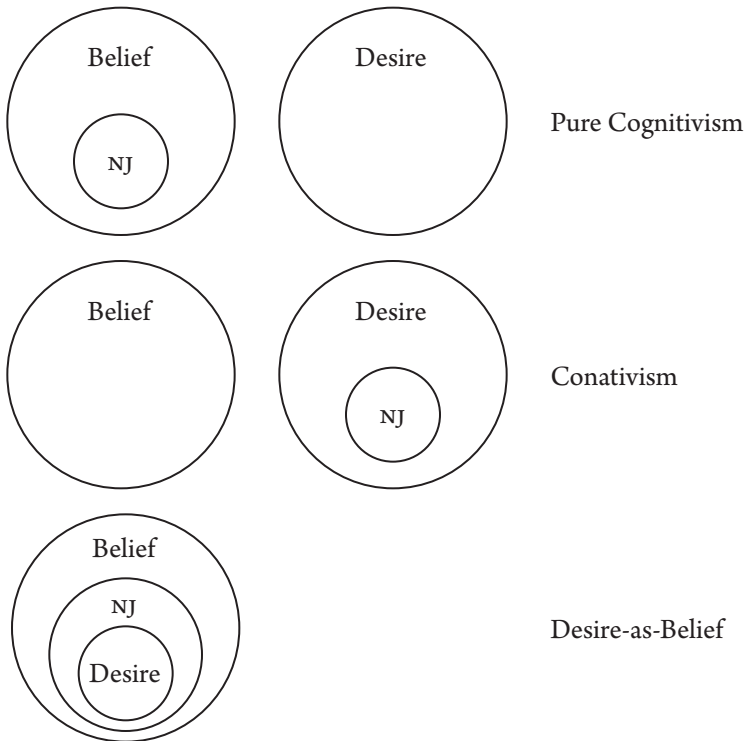 Belief Desire
Pure Cognitivism
NJ
Belief Desire
Conativism
NJ
Belief
NJ
Desire-as-Belief
Desire